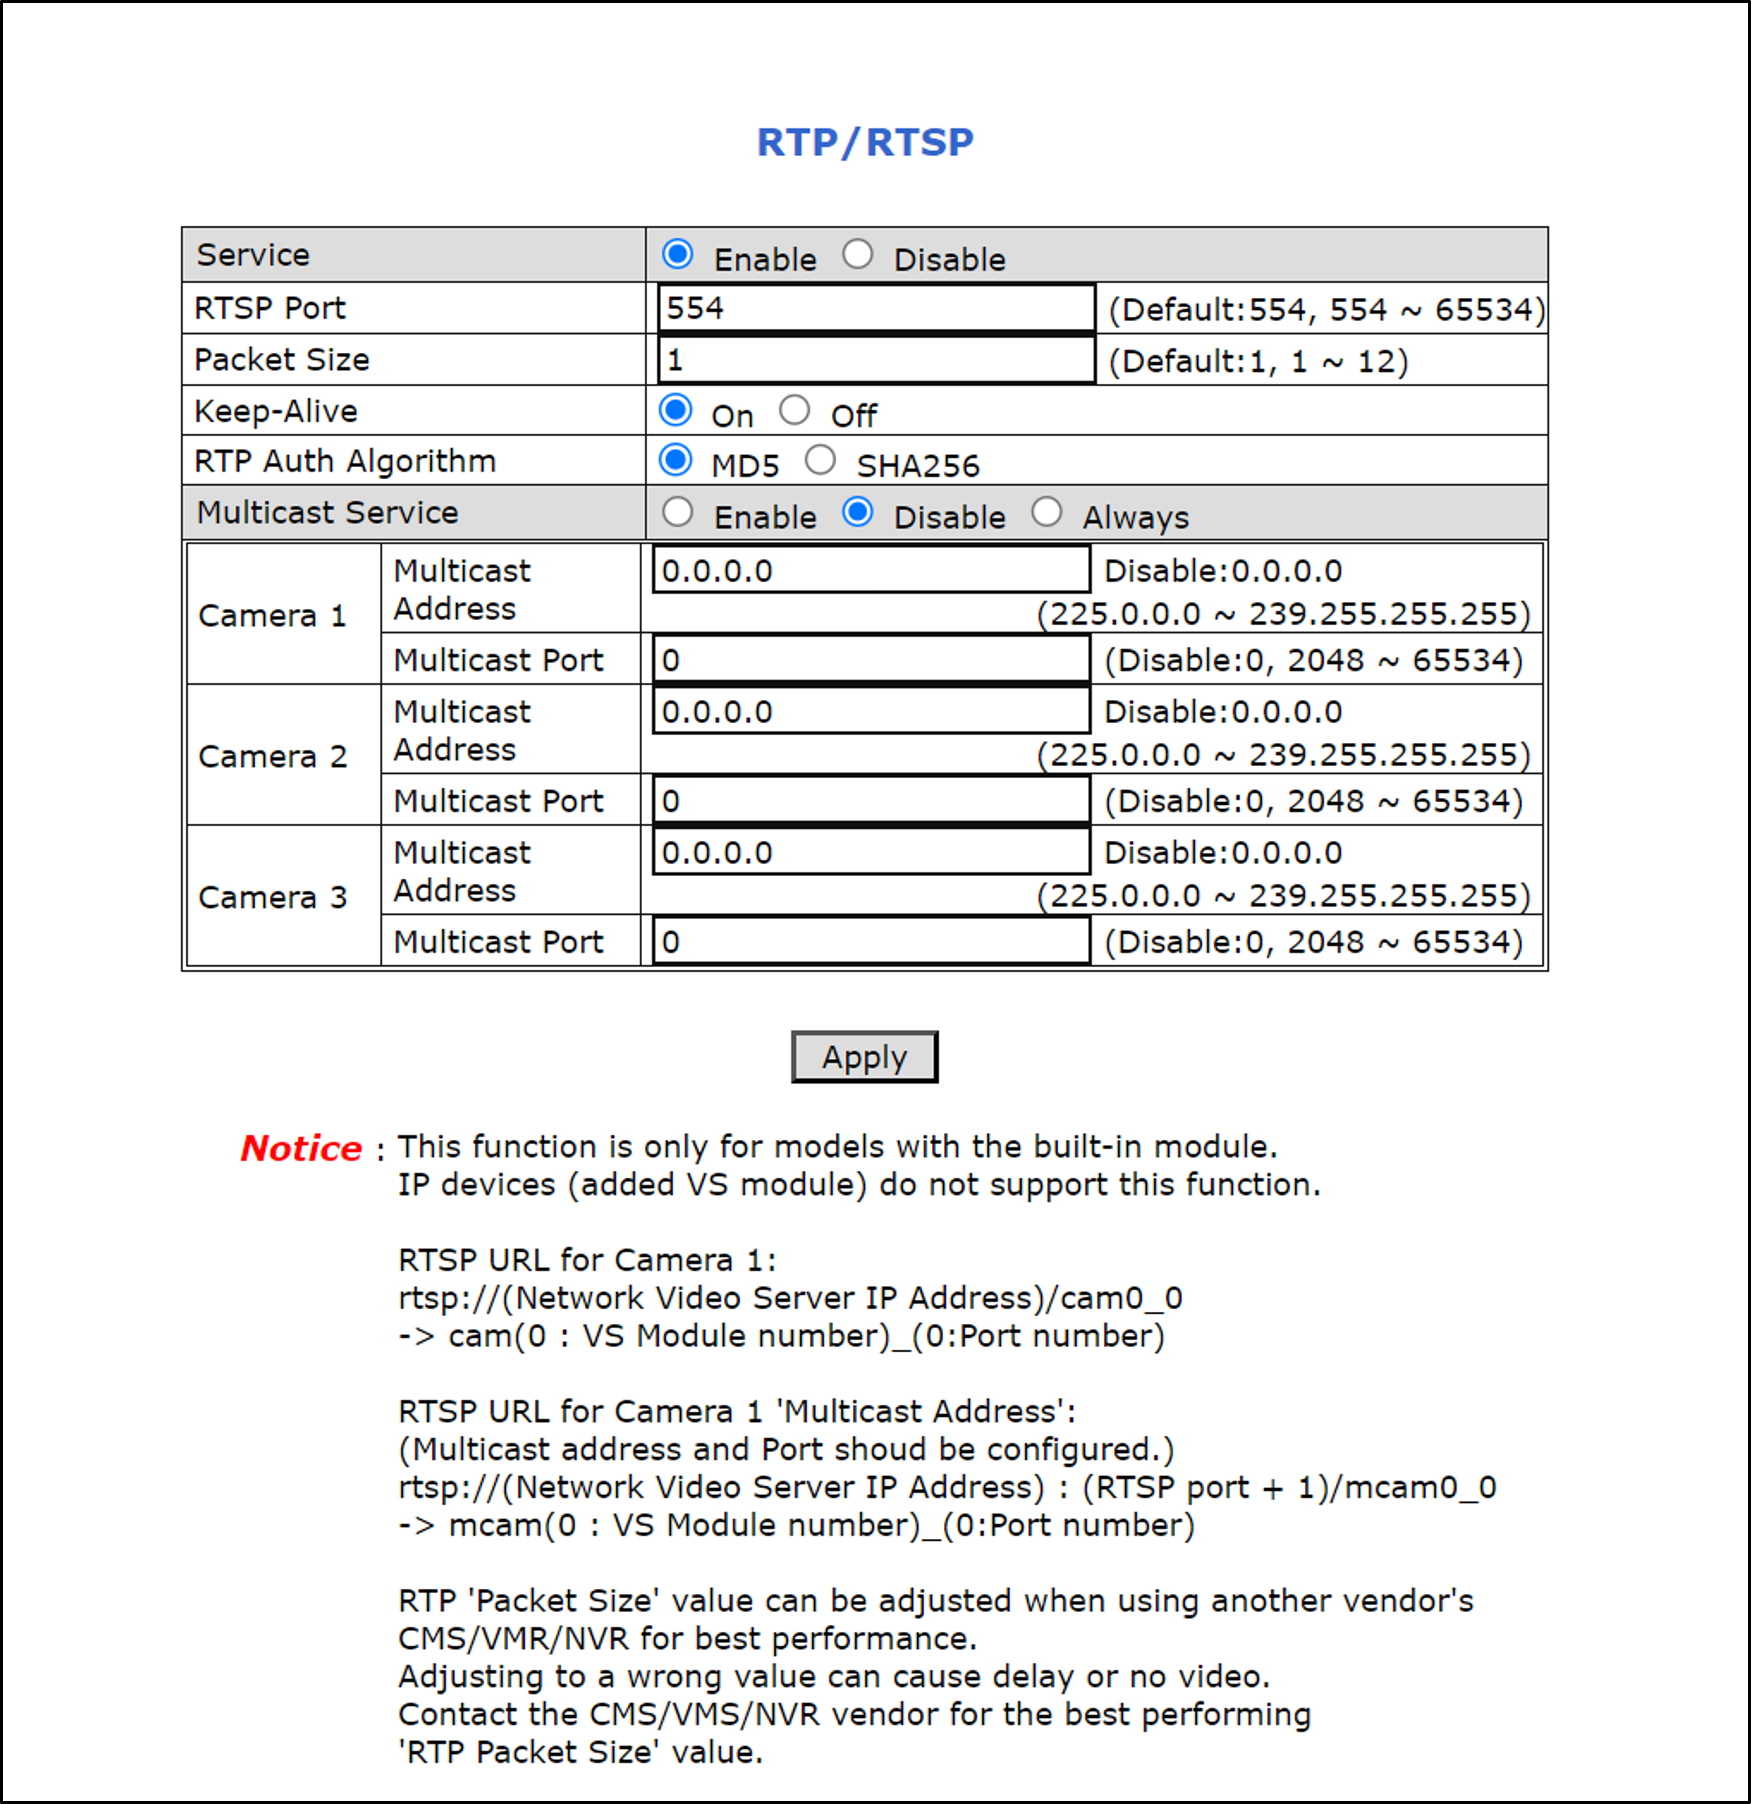 RTP/RTSP
Service Enable Disable
RTSP Port 554 (Default:554, 554 ~ 65534)
Packet Size 1 (Default:1, 1 ~ 12)
Keep-Alive On Off
RTP Auth Algorithm MD5 SHA256
Multicast Service Enable Disable Always
Camera 1
Multicast Address 0.0.0.0 Disable:0.0.0.0
(225.0.0.0 ~ 239.255.255.255)
Multicast Port 0 (Disable:0, 2048 ~ 65534)
Camera 2
Multicast Address 0.0.0.0 Disable:0.0.0.0
(225.0.0.0 ~ 239.255.255.255)
Multicast Port 0 (Disable:0, 2048 ~ 65534)
Camera 3
Multicast Address 0.0.0.0 Disable:0.0.0.0
(225.0.0.0 ~ 239.255.255.255)
Multicast Port 0 (Disable:0, 2048 ~ 65534)
Apply
Notice : This function is only for models with the built-in module.
IP devices (added VS module) do not support this function.
RTSP URL for Camera 1:
rtsp://(Network Video Server IP Address)/cam0_0
-> cam(0 : VS Module number)_(0:Port number)
RTSP URL for Camera 1 'Multicast Address':
(Multicast address and Port shoud be configured.)
rtsp://(Network Video Server IP Address) : (RTSP port + 1)/mcam0_0
-> mcam(0 : VS Module number)_(0:Port number)
RTP 'Packet Size' value can be adjusted when using another vendor's
CMS/VMR/NVR for best performance.
Adjusting to a wrong value can cause delay or no video.
Contact the CMS/VMS/NVR vendor for the best performing
'RTP Packet Size' value.